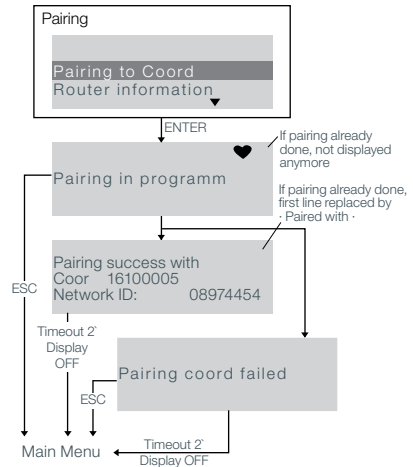 Pairing
Pairing to Coord
Router information
ENTER
If pairing already
done, not displayed
anymore
Pairing in programm
If pairing already done,
first line replaced by
· Paired with ·
Pairing success with
Coor 16100005
Network ID: 08974454
ESC
Timeout 2`
Display
OFF
Pairing coord failed
ESC
Main Menu
Timeout 2`
Display OFF